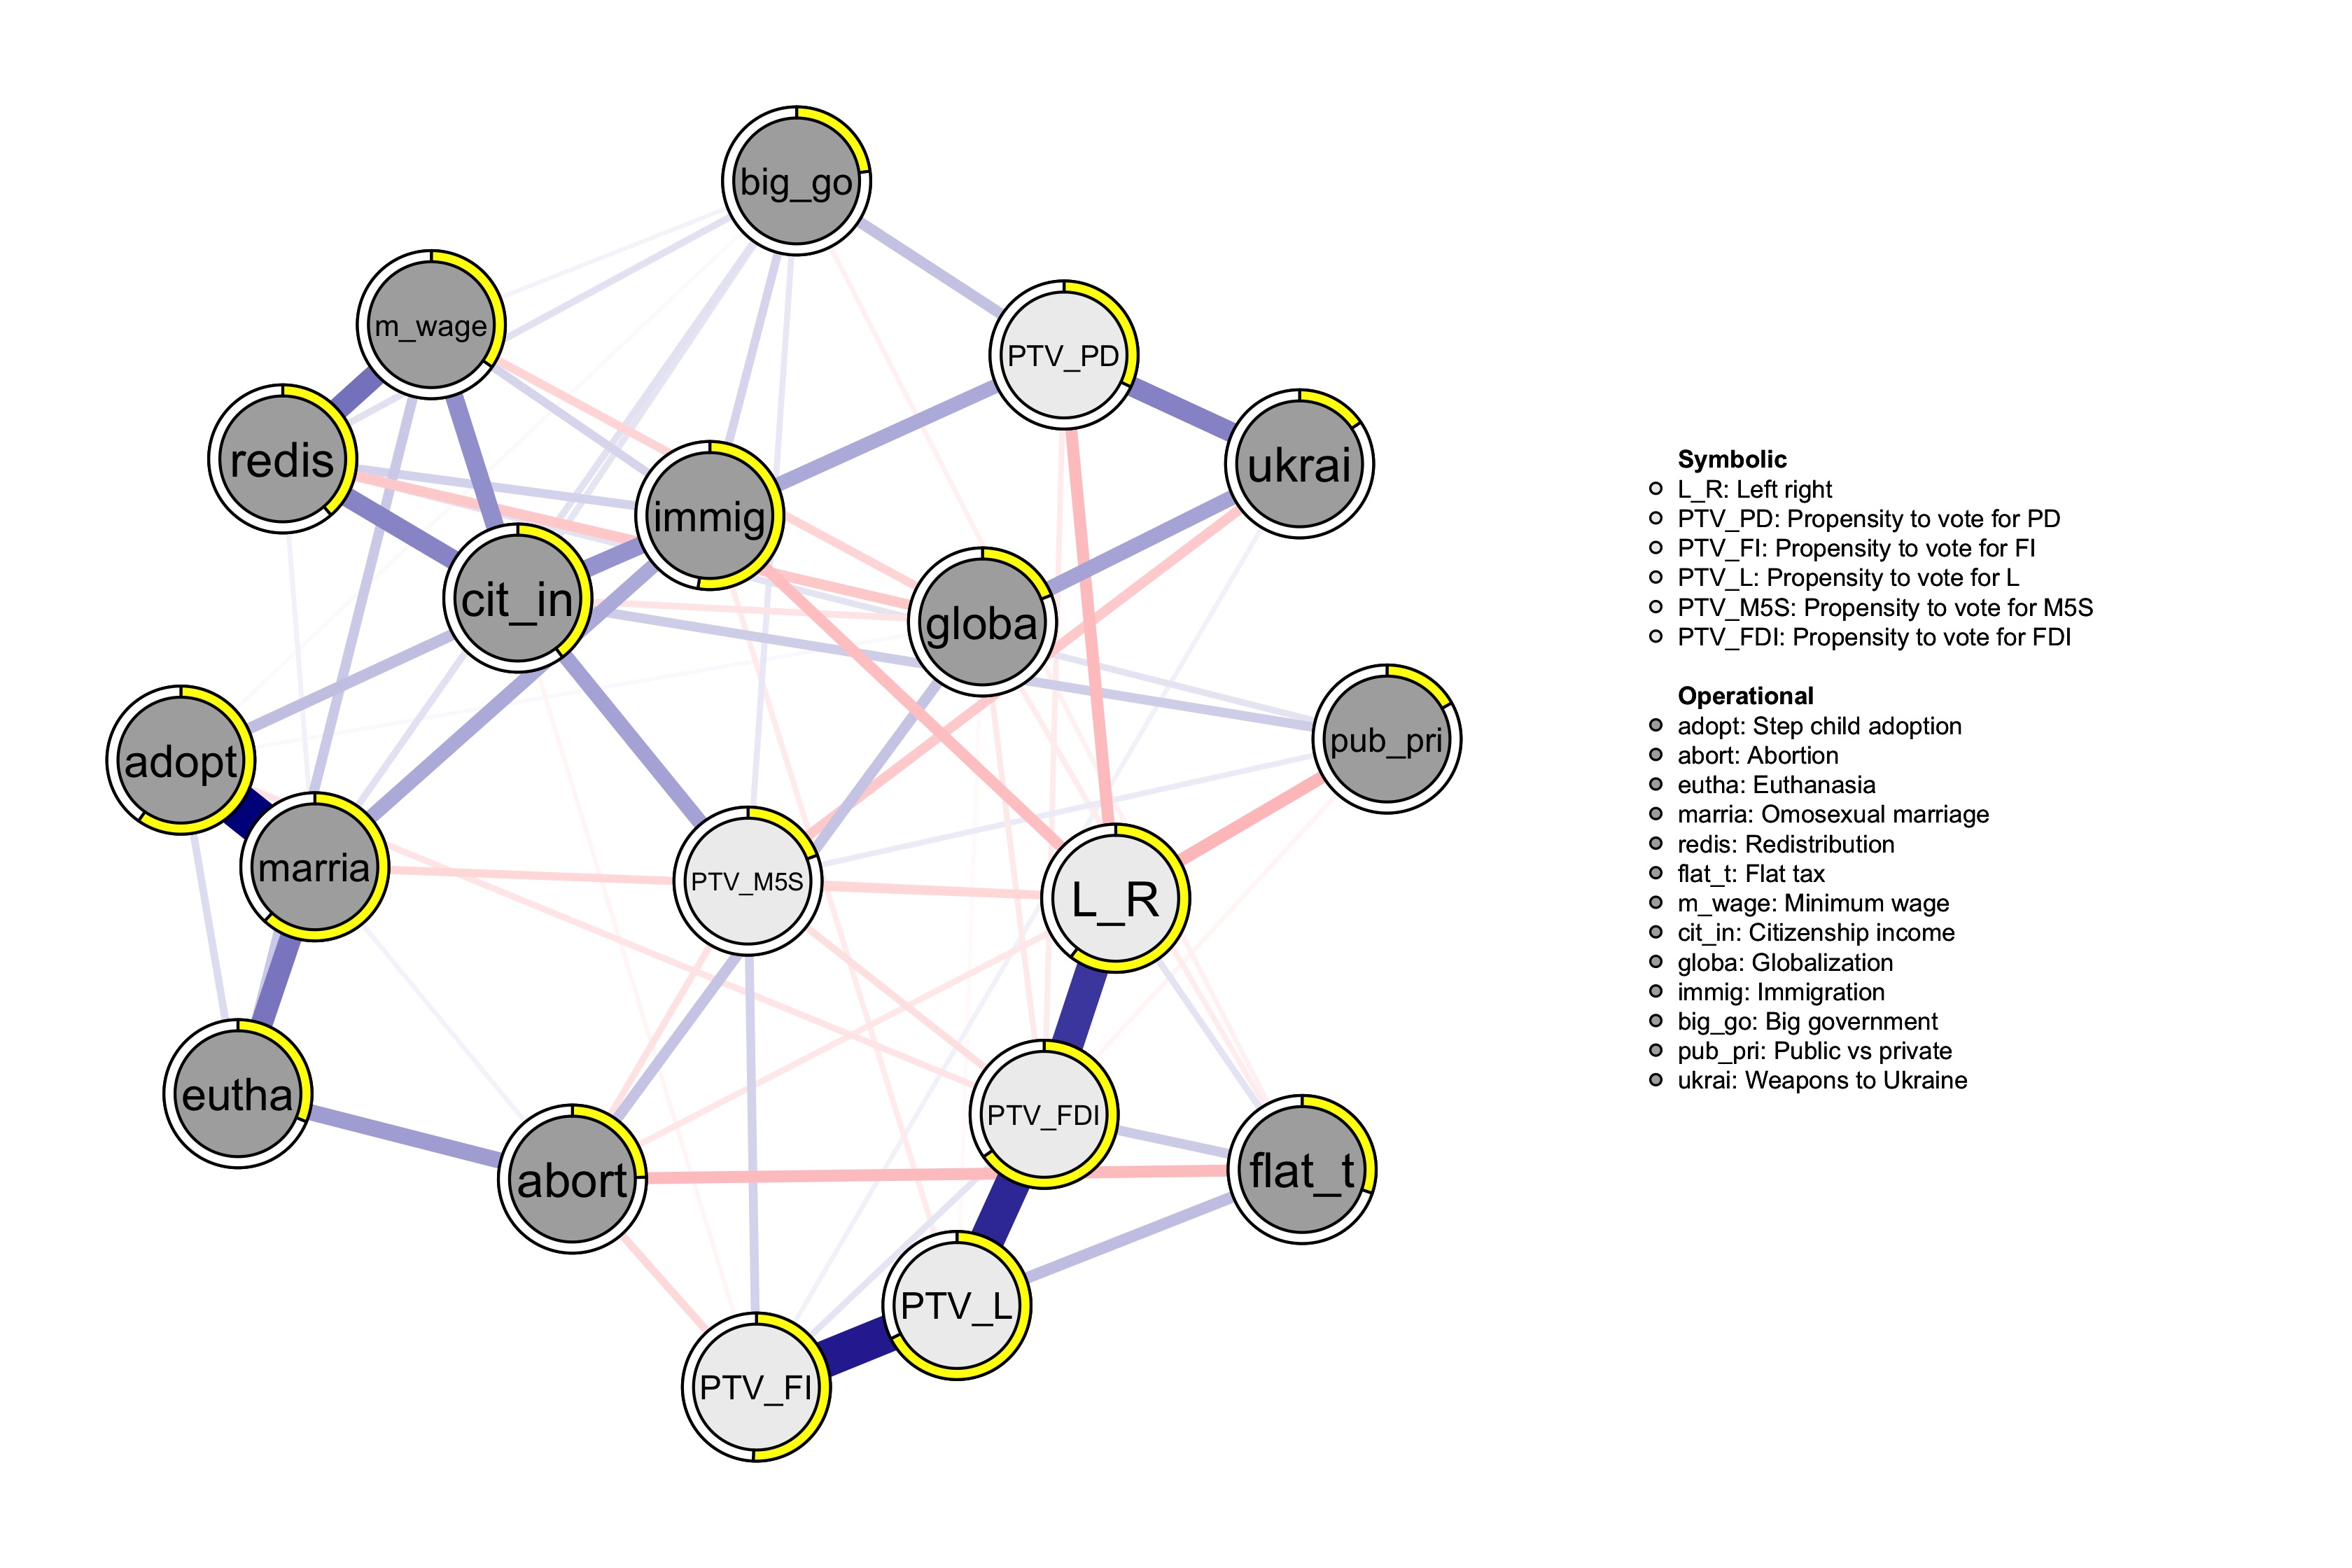 big_go
m_wage
PTV_PD
redis
ukrai
immig
cit_in
globa
pub_pri
adopt
marria
PTV_M5S
L_R
eutha
PTV_FDI
abort
flat_t
PTV_L
PTV_FI
Symbolic
L_R: Left right
PTV_PD: Propensity to vote for PD
PTV_FI: Propensity to vote for FI
PTV_L: Propensity to vote for L
PTV_M5S: Propensity to vote for M5S
PTV_FDI: Propensity to vote for FDI
Operational
adopt: Step child adoption
abort: Abortion
eutha: Euthanasia
marria: Omosexual marriage
redis: Redistribution
flat_t: Flat tax
m_wage: Minimum wage
cit_in: Citizenship income
globa: Globalization
immig: Immigration
big_go: Big government
pub_pri: Public vs private
ukrai: Weapons to Ukraine